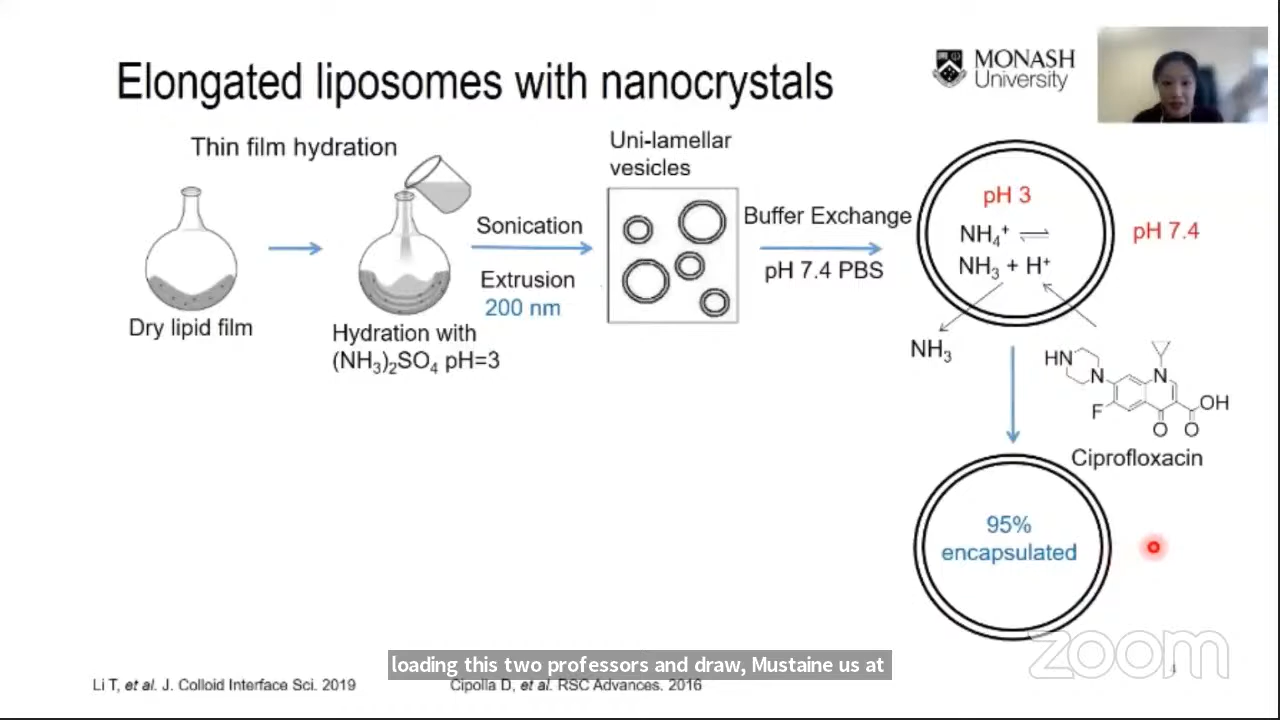 Elongated liposomes with nanocrystals
MONASH
University
Thin film hydration
Dry lipid film
Hydration with
(NH₃)₂SO₄ pH=3
Sonication
Extrusion
200 nm
Uni-lamellar
vesicles
Buffer Exchange
pH 7.4 PBS
pH 3
NH₄⁺ ⇌
NH₃ + H⁺
pH 7.4
NH₃
HN
N
N
F
O
O
OH
Ciprofloxacin
95%
encapsulated
loading this two professors and draw, Mustaine us at
Li T, et al. J. Colloid Interface Sci. 2019
Cipolla D, et al. RSC Advances. 2016
zoom
4